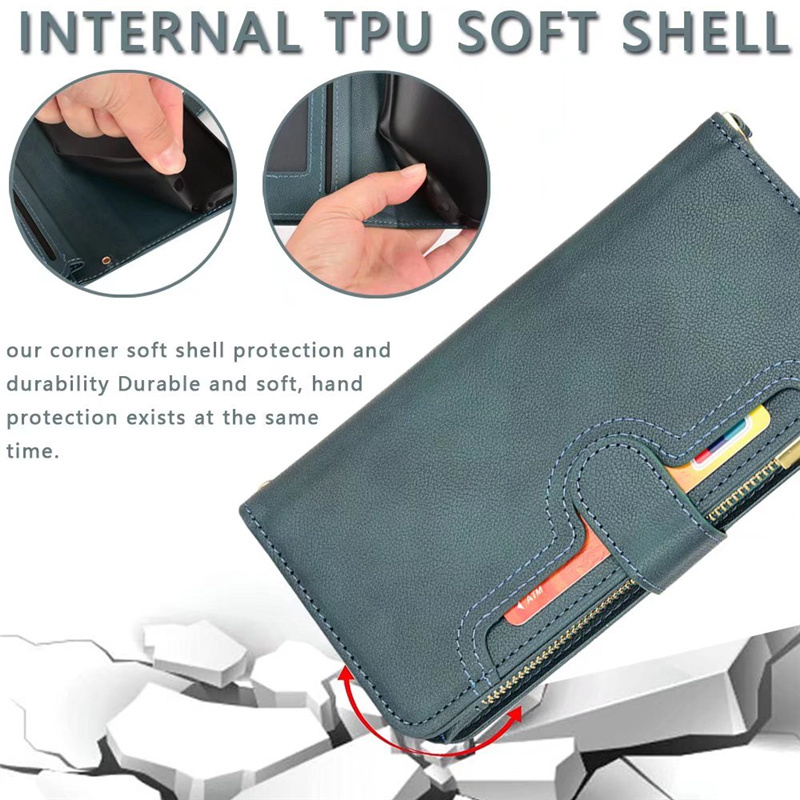 INTERNAL TPU SOFT SHELL
our corner soft shell protection and
durability Durable and soft, hand
protection exists at the same
time.
ATM